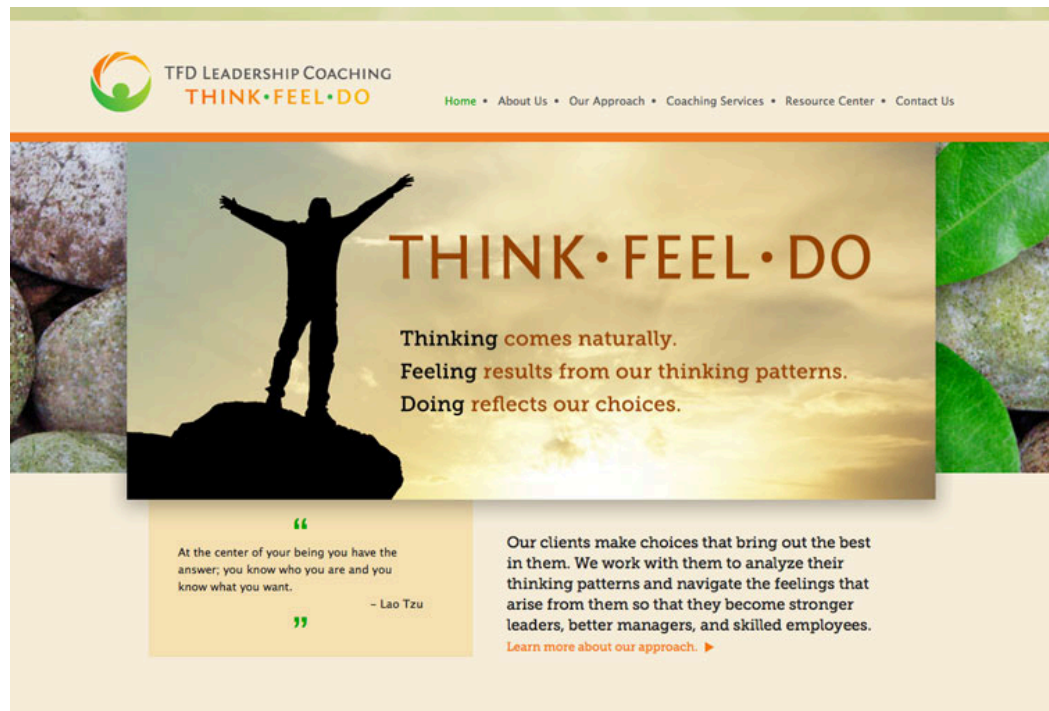 TFD LEADERSHIP COACHING
THINK•FEEL•DO
Home • About Us • Our Approach • Coaching Services • Resource Center • Contact Us
THINK•FEEL•DO
Thinking comes naturally.
Feeling results from our thinking patterns.
Doing reflects our choices.
“
At the center of your being you have the
answer; you know who you are and you
know what you want.
– Lao Tzu
”
Our clients make choices that bring out the best
in them. We work with them to analyze their
thinking patterns and navigate the feelings that
arise from them so that they become stronger
leaders, better managers, and skilled employees.
Learn more about our approach. ▶